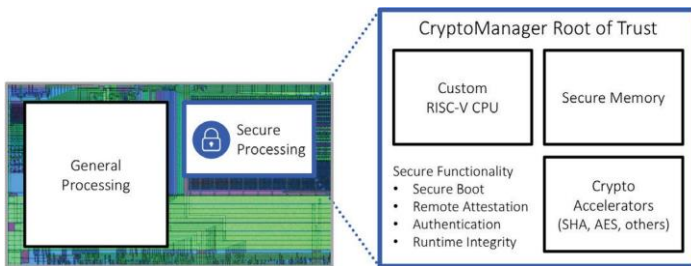 CryptoManager Root of Trust
Custom
RISC-V CPU
Secure Memory
Secure
Processing
General
Processing
Secure Functionality
• Secure Boot
• Remote Attestation
• Authentication
• Runtime Integrity
Crypto
Accelerators
(SHA, AES, others)